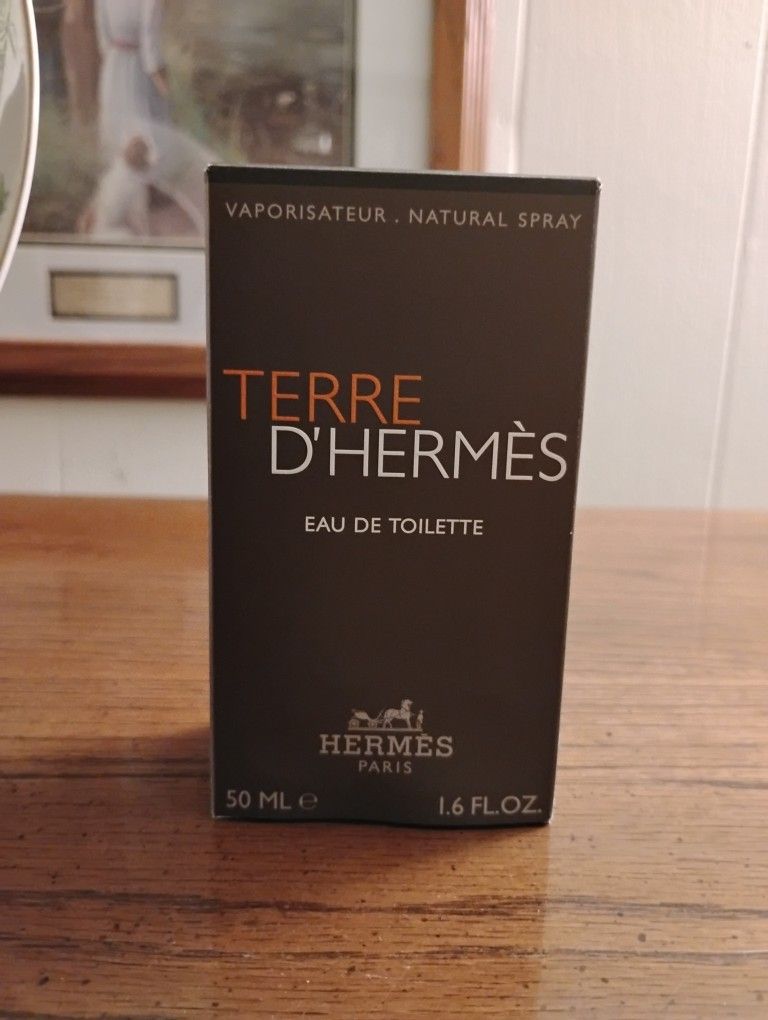 VAPORISATEUR . NATURAL SPRAY
TERRE
D'HERMÈS
EAU DE TOILETTE
HERMÈS
PARIS
50 ML ℮ 1.6 FL.OZ.